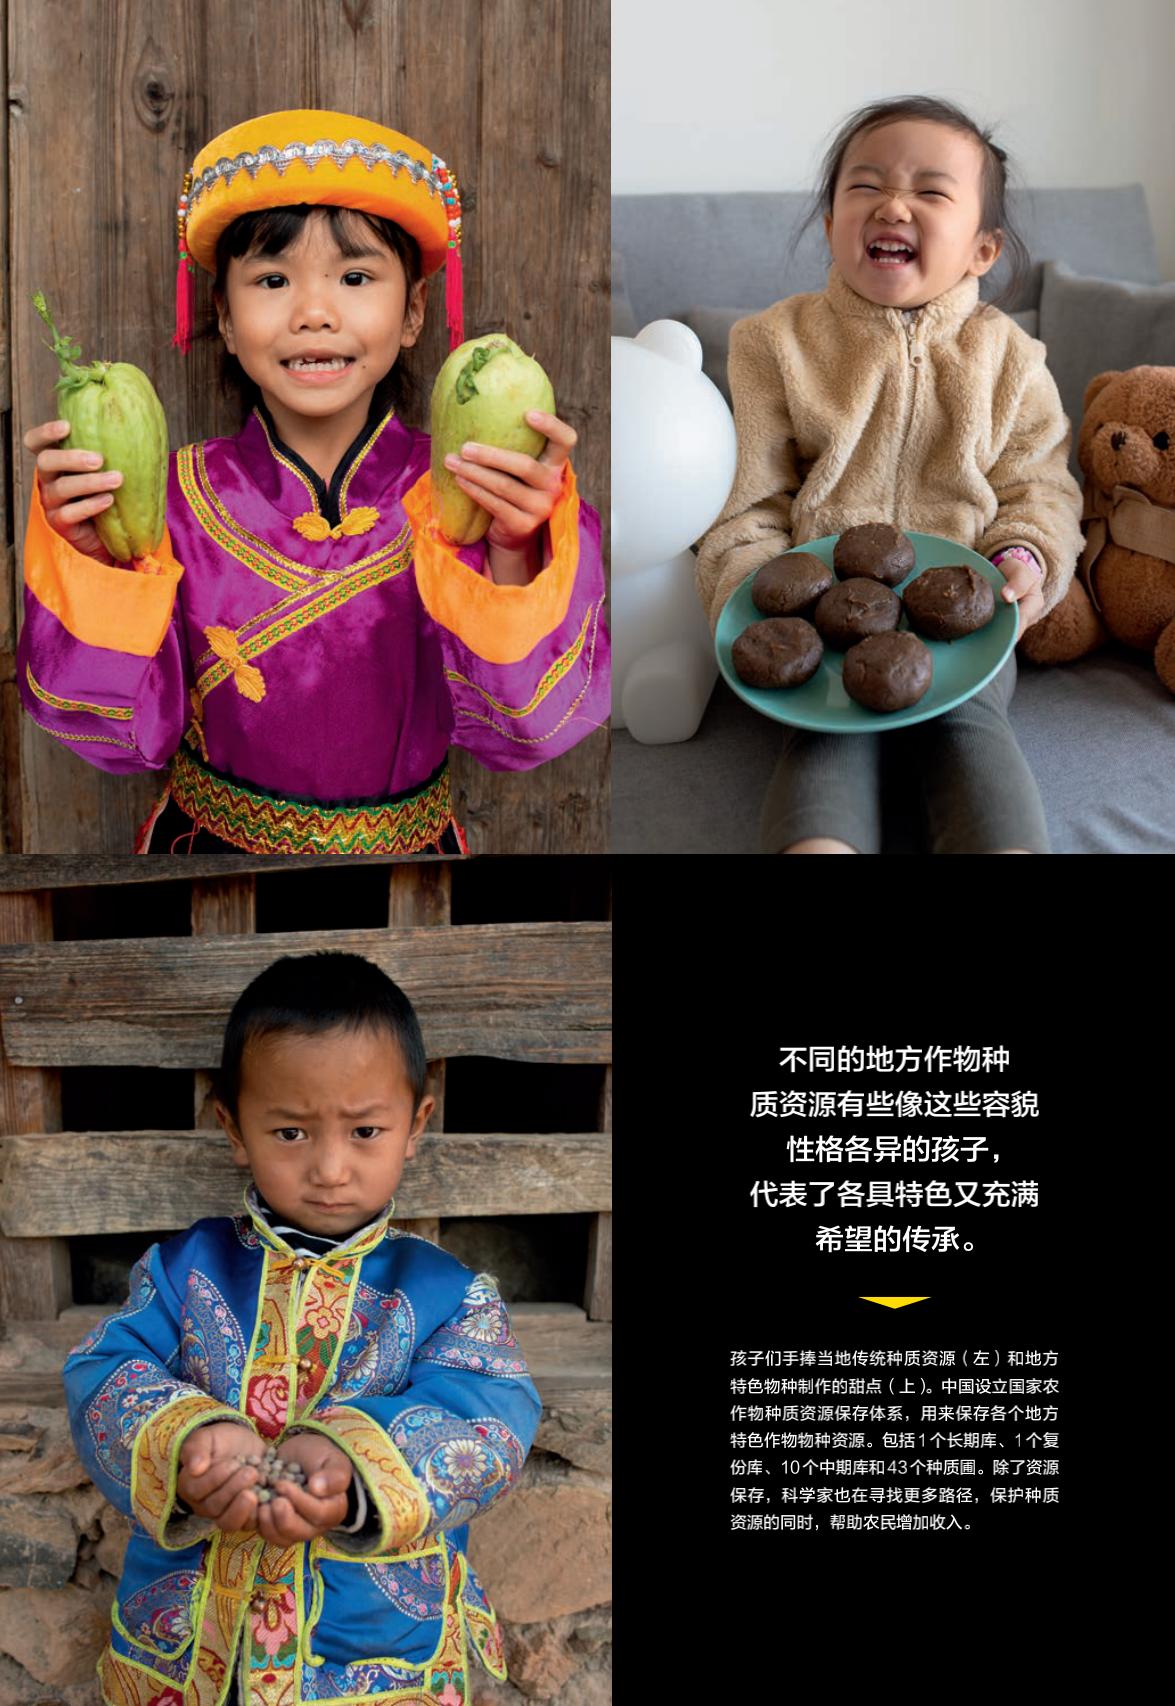 不同的地方作物种
质资源有些像这些容貌
性格各异的孩子，
代表了各具特色又充满
希望的传承。
孩子们手捧当地传统种质资源（左）和地方
特色物种制作的甜点（上）。中国设立国家农
作物种质资源保存体系，用来保存各个地方
特色作物物种资源。包括1个长期库、1个复
份库、10个中期库和43个种质圃。除了资源
保存，科学家也在寻找更多路径，保护种质
资源的同时，帮助农民增加收入。